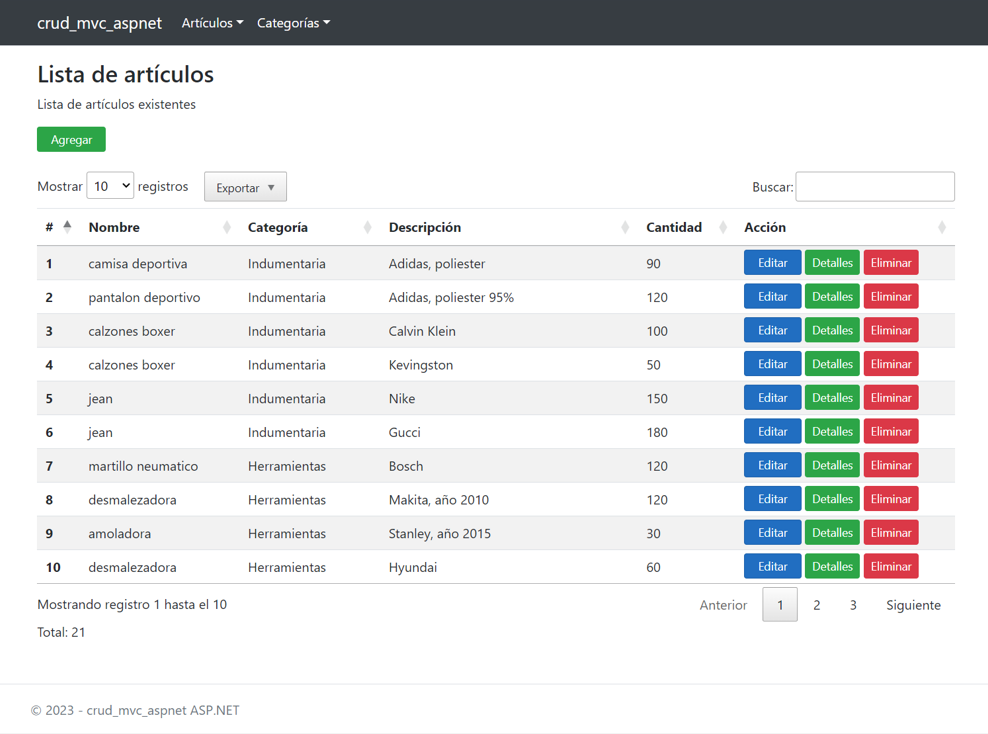 crud_mvc_aspnet Artículos Categorías
Lista de artículos
Lista de artículos existentes
Agregar
Mostrar 10 registros Exportar ▼ Buscar:
# Nombre Categoría Descripción Cantidad Acción
1 camisa deportiva Indumentaria Adidas, poliester 90 Editar Detalles Eliminar
2 pantalon deportivo Indumentaria Adidas, poliester 95% 120 Editar Detalles Eliminar
3 calzones boxer Indumentaria Calvin Klein 100 Editar Detalles Eliminar
4 calzones boxer Indumentaria Kevingston 50 Editar Detalles Eliminar
5 jean Indumentaria Nike 150 Editar Detalles Eliminar
6 jean Indumentaria Gucci 180 Editar Detalles Eliminar
7 martillo neumatico Herramientas Bosch 120 Editar Detalles Eliminar
8 desmalezadora Herramientas Makita, año 2010 120 Editar Detalles Eliminar
9 amoladora Herramientas Stanley, año 2015 30 Editar Detalles Eliminar
10 desmalezadora Herramientas Hyundai 60 Editar Detalles Eliminar
Mostrando registro 1 hasta el 10 Anterior 1 2 3 Siguiente
Total: 21
© 2023 - crud_mvc_aspnet ASP.NET